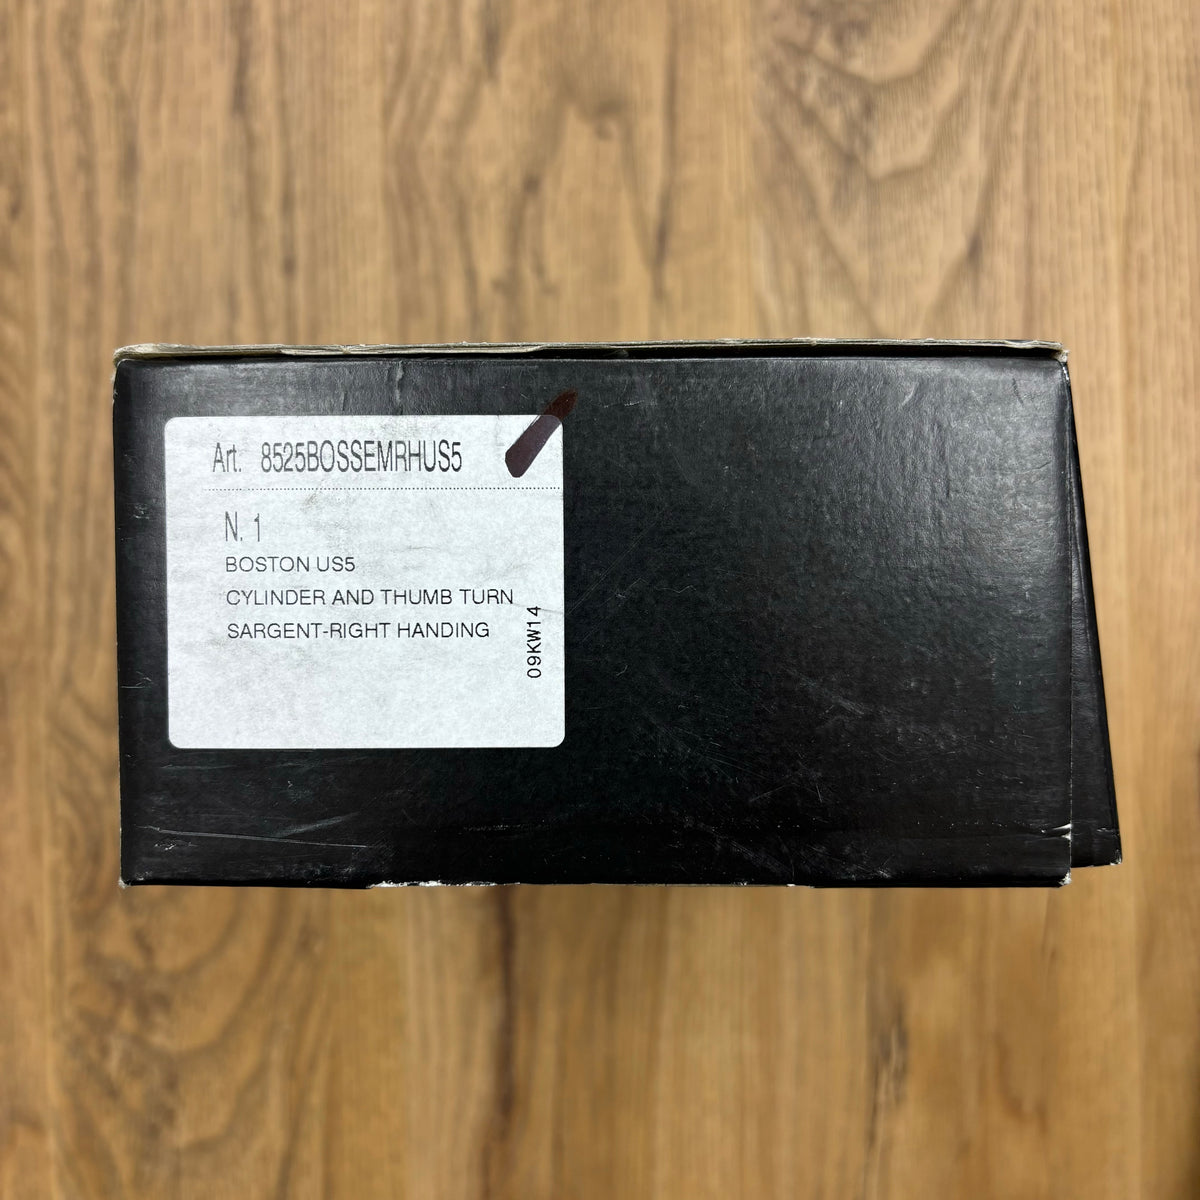 Art. 8525BOSSEMRHUS5
N. 1
BOSTON US5
CYLINDER AND THUMB TURN
SARGENT-RIGHT HANDING
09KW14